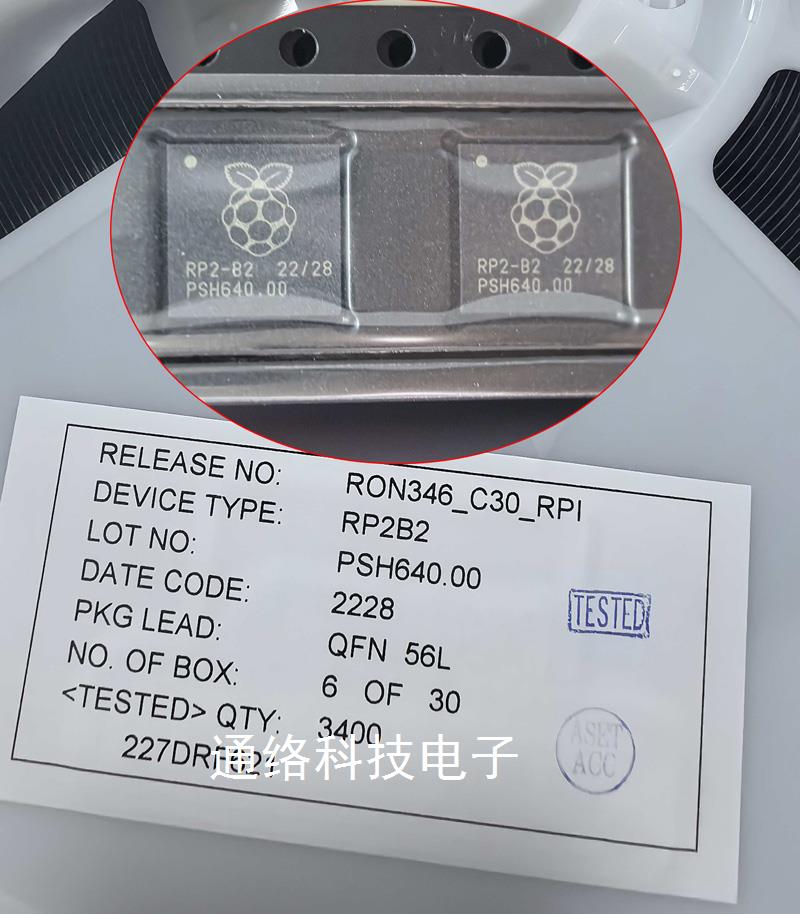 RP2-B2 22/28
PSH640.00
RP2-B2 22/28
PSH640.00
RELEASE NO: RON346_C30_RPI
DEVICE TYPE: RP2B2
LOT NO: PSH640.00
DATE CODE: 2228
PKG LEAD: QFN 56L
NO. OF BOX: 6 OF 30
<TESTED> QTY: 3400
TESTED
ASET
ACC
通络科技电子